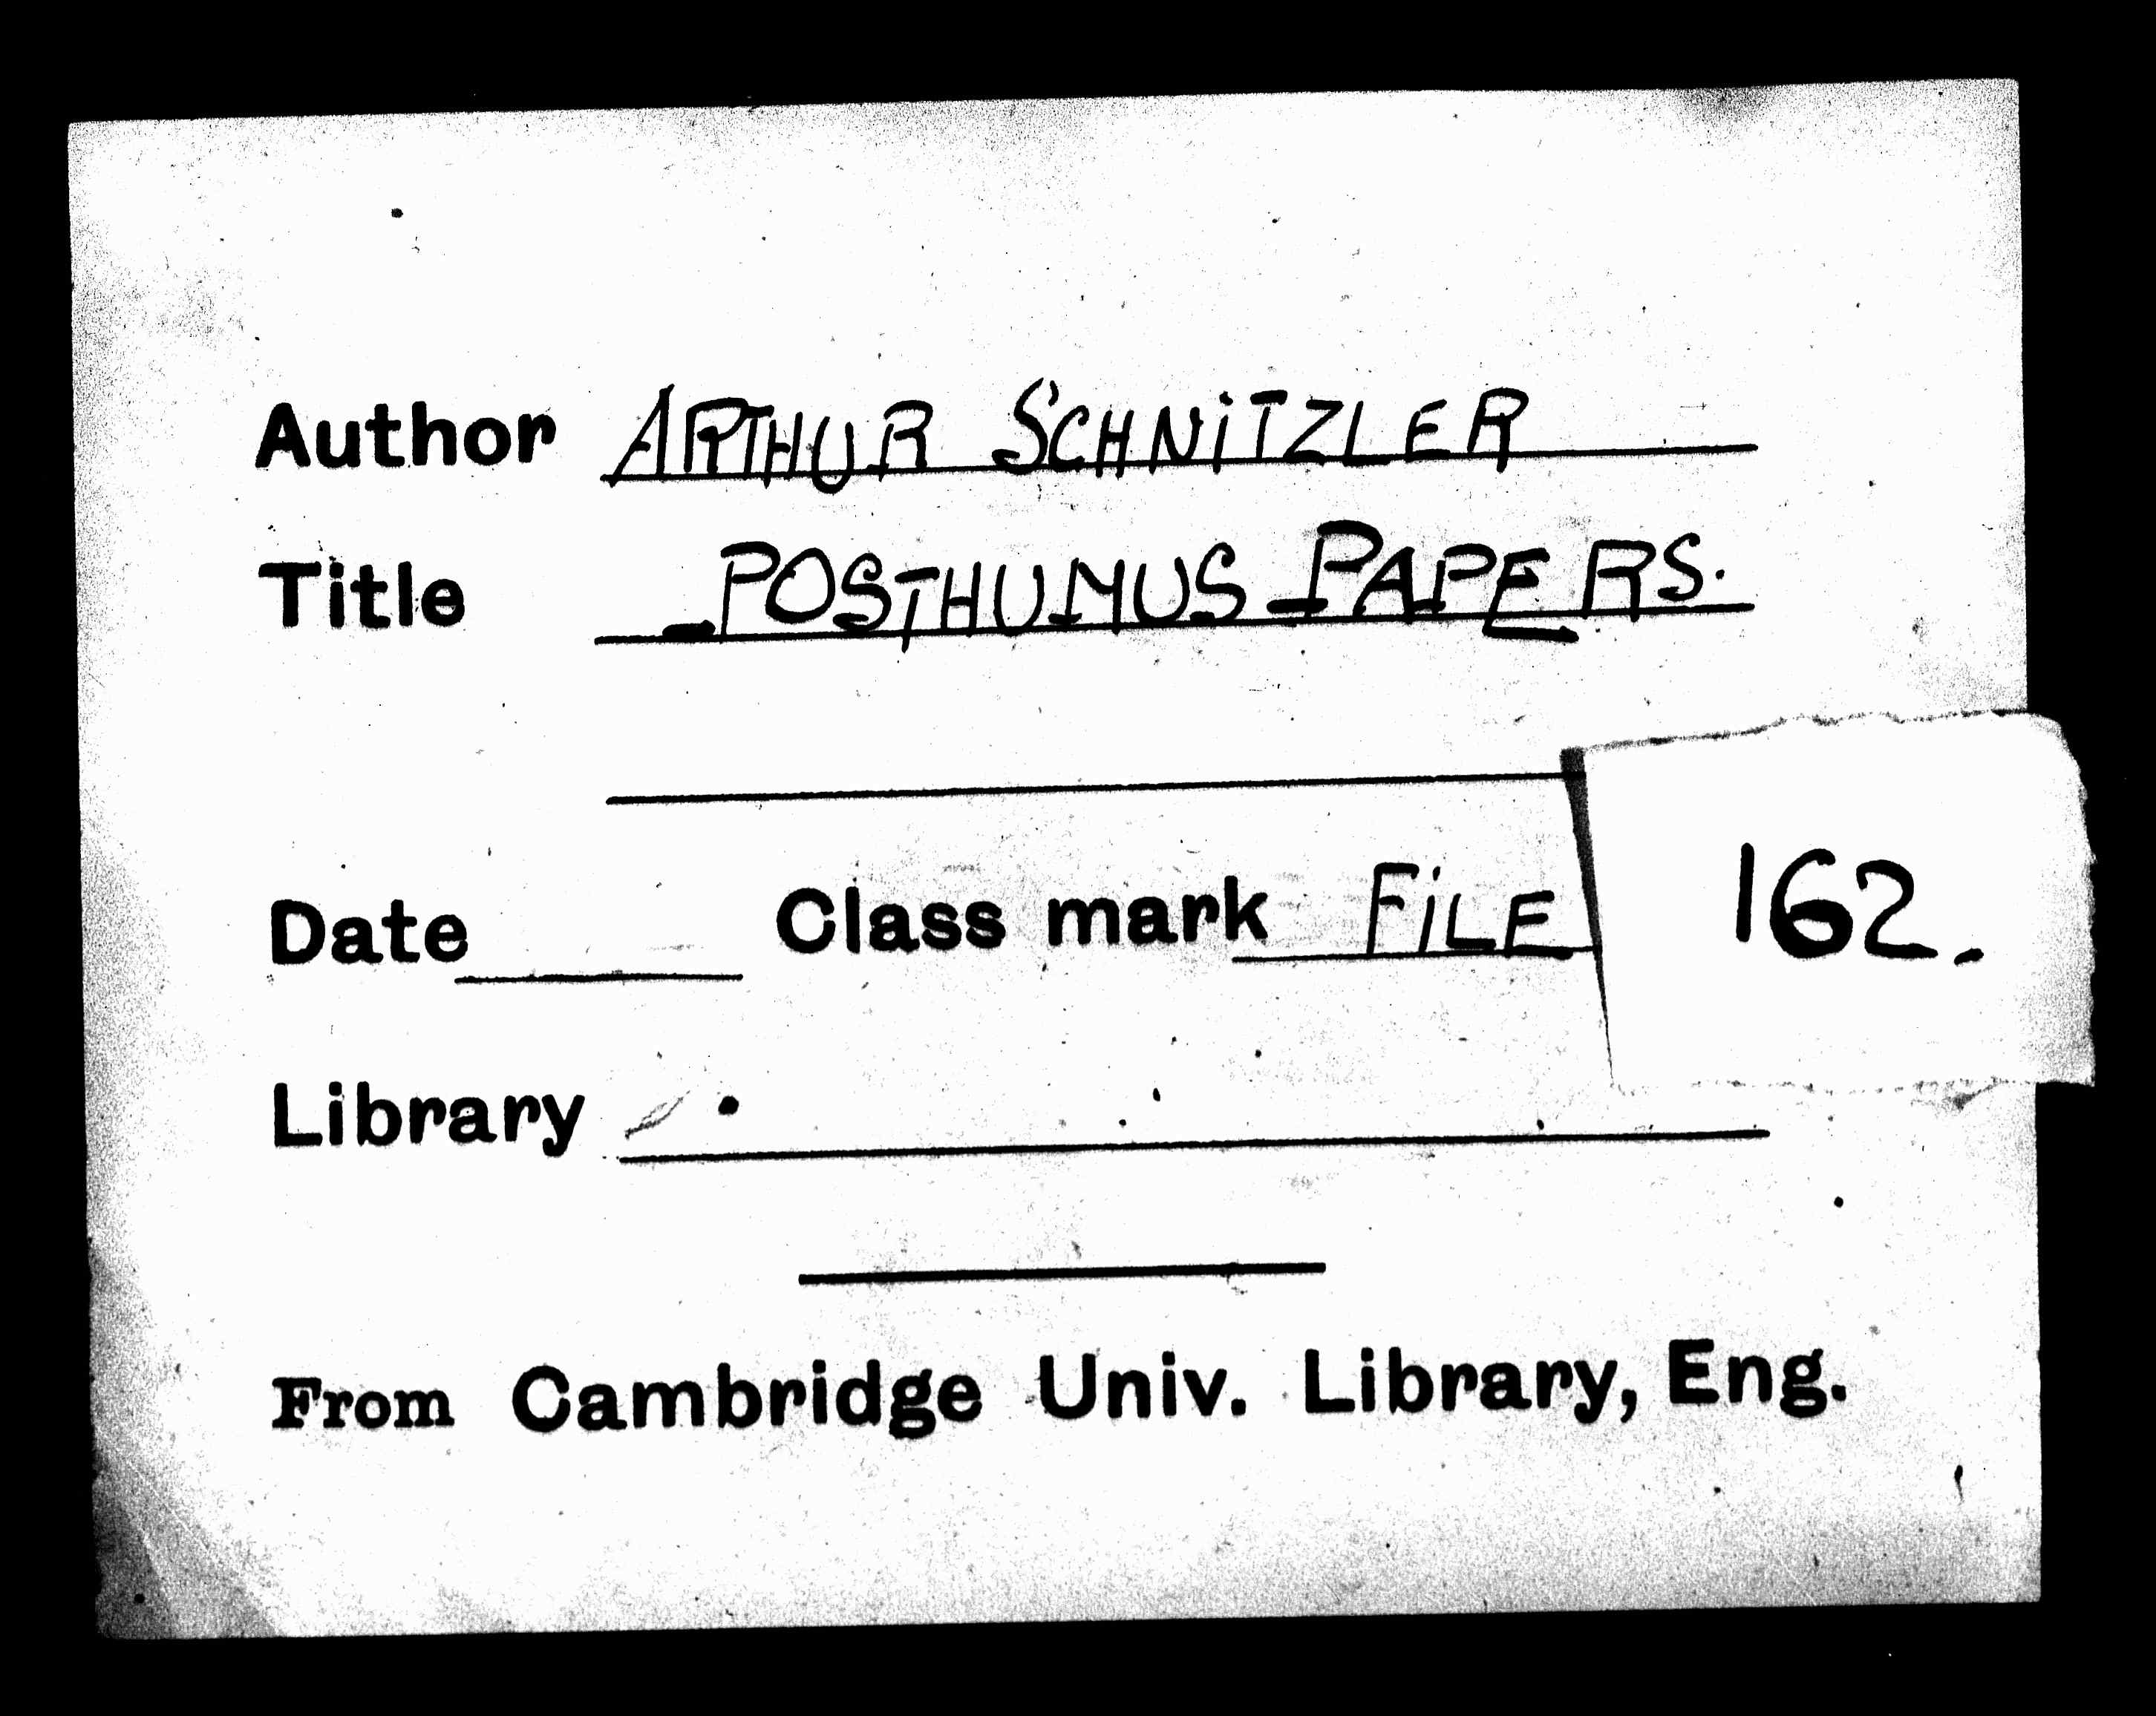 Author ARTHUR SCHNITZLER
Title POSTHUMUS PAPERS.
Date Class mark FILE 162.
Library
From Cambridge Univ. Library, Eng.